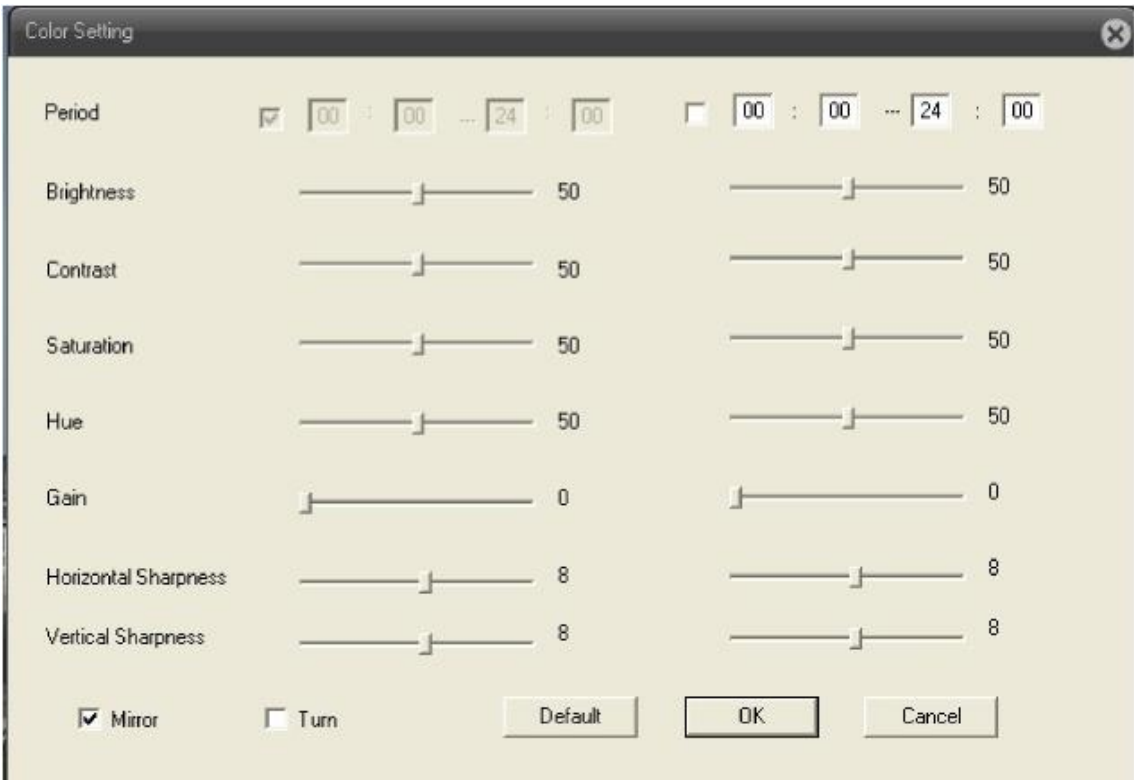 Color Setting
Period 00 : 00 ... 24 : 00 00 : 00 --- 24 : 00
Brightness 50 50
Contrast 50 50
Saturation 50 50
Hue 50 50
Gain 0 0
Horizontal Sharpness 8 8
Vertical Sharpness 8 8
Mirror Turn Default OK Cancel